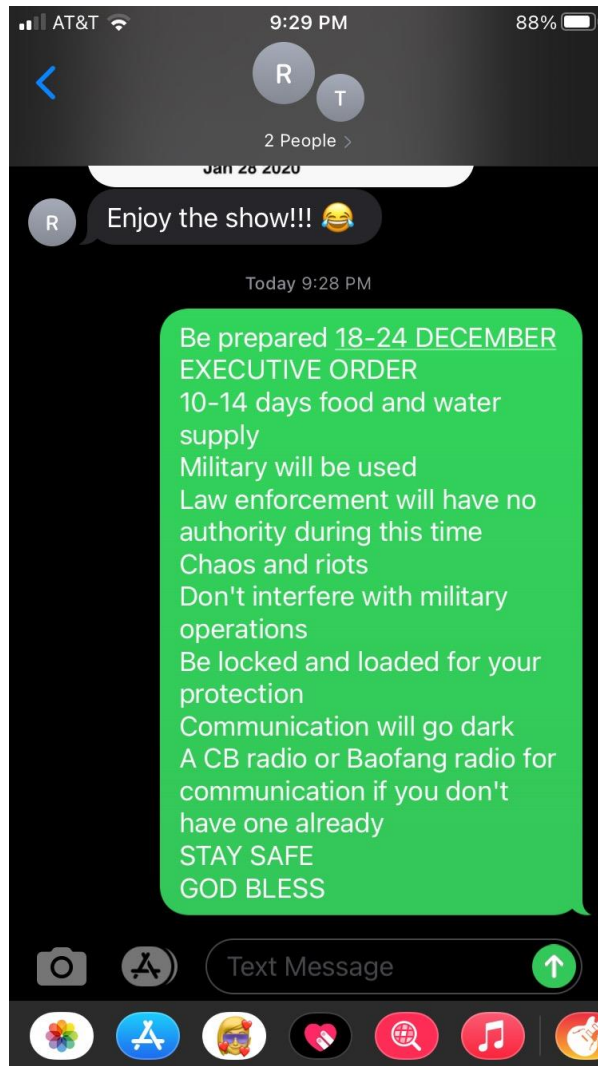 AT&T 9:29 PM 88%
R
T
2 People >
Jan 28 2020
R Enjoy the show!!! 😂
Today 9:28 PM
Be prepared 18-24 DECEMBER
EXECUTIVE ORDER
10-14 days food and water
supply
Military will be used
Law enforcement will have no
authority during this time
Chaos and riots
Don't interfere with military
operations
Be locked and loaded for your
protection
Communication will go dark
A CB radio or Baofang radio for
communication if you don't
have one already
STAY SAFE
GOD BLESS
Text Message